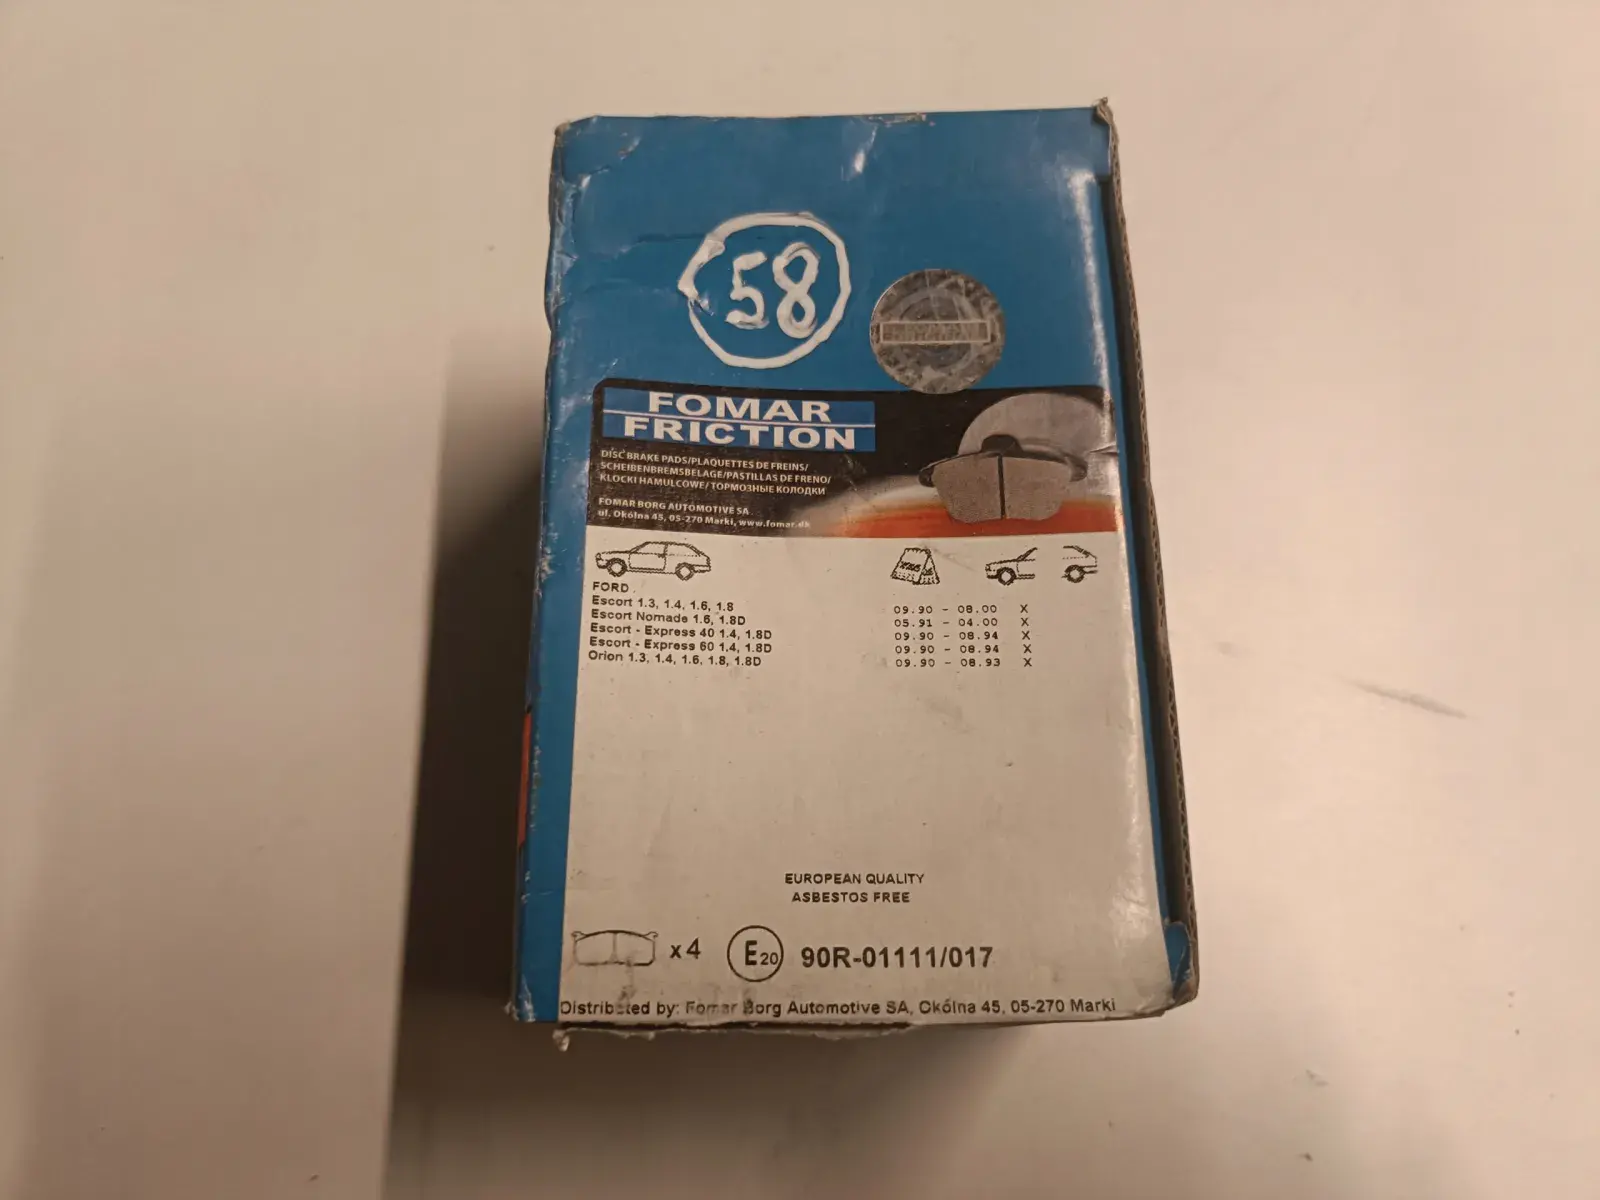 58
FOMAR
FRICTION
DISC BRAKE PADS/PLAQUETTES DE FREINS/
SCHEIBENBREMSBELAGE/PASTILLAS DE FRENO/
KLOCKI HAMULCOWE/ТОРМОЗНЫЕ КОЛОДКИ
FOMAR BORG AUTOMOTIVE SA
ul. Okólna 45, 05-270 Marki, www.fomar.dk
FORD
Escort 1.3, 1.4, 1.6, 1.8 09.90 - 08.00 X
Escort Nomade 1.6, 1.8D 05.91 - 04.00 X
Escort - Express 40 1.4, 1.8D 09.90 - 08.94 X
Escort - Express 60 1.4, 1.8D 09.90 - 08.94 X
Orion 1.3, 1.4, 1.6, 1.8, 1.8D 09.90 - 08.93 X
EUROPEAN QUALITY
ASBESTOS FREE
x4 E20 90R-01111/017
Distributed by: Fomar Borg Automotive SA, Okólna 45, 05-270 Marki